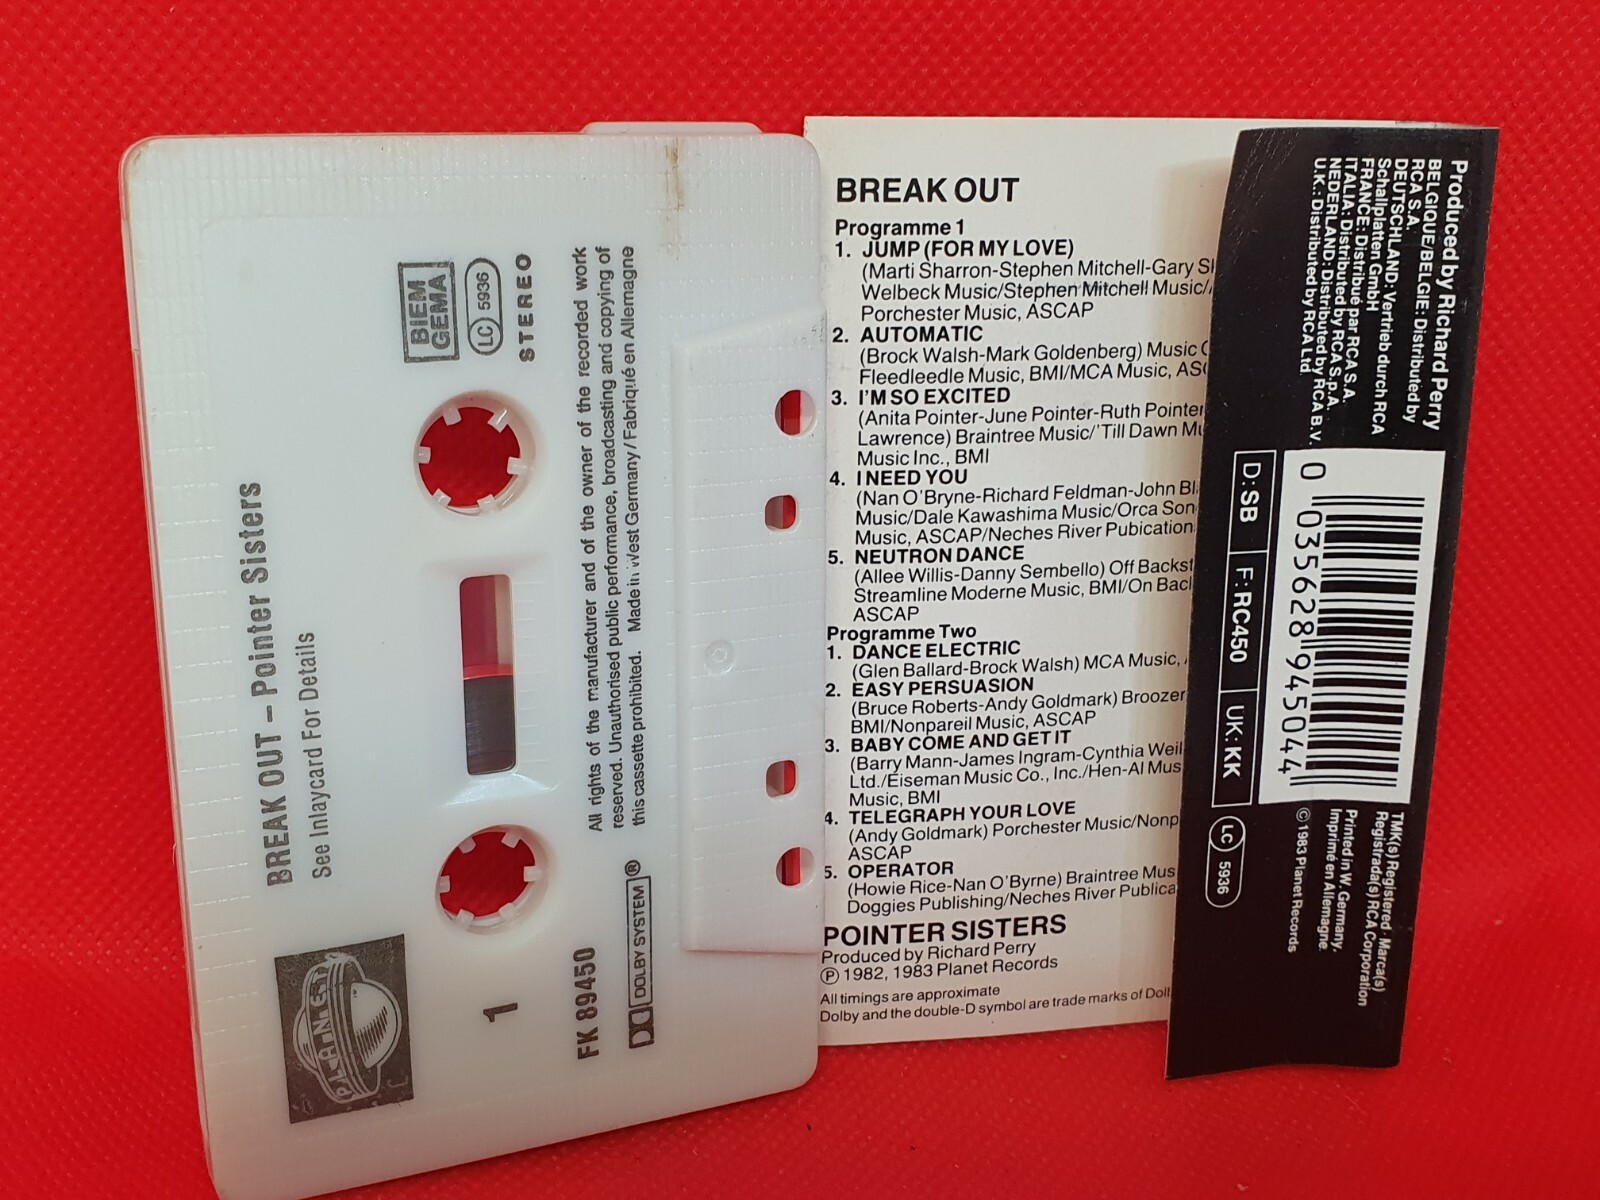 BREAK OUT – Pointer Sisters
See Inlaycard For Details
PLANET
BIEM
GEMA
LC 5936
STEREO
1
All rights of the manufacturer and of the owner of the recorded work
reserved. Unauthorised public performance, broadcasting and copying of
this cassette prohibited. Made in West Germany/Fabriqué en Allemagne
FK 89450
DOLBY SYSTEM®
BREAK OUT
Programme 1
1. JUMP (FOR MY LOVE)
(Marti Sharron-Stephen Mitchell-Gary
Welbeck Music/Stephen Mitchell Music/
Porchester Music, ASCAP
2. AUTOMATIC
(Brock Walsh-Mark Goldenberg) Music
Fleedleedle Music, BMI/MCA Music,
3. I'M SO EXCITED
(Anita Pointer-June Pointer-Ruth Pointer
Lawrence) Braintree Music/'Till Dawn
Music Inc., BMI
4. I NEED YOU
(Nan O'Bryne-Richard Feldman-John
Music/Dale Kawashima Music/Orca
Music, ASCAP/Neches River Pubication
5. NEUTRON DANCE
(Allee Willis-Danny Sembello) Off
Streamline Moderne Music, BMI/On
ASCAP
Programme Two
1. DANCE ELECTRIC
(Glen Ballard-Brock Walsh) MCA Music,
2. EASY PERSUASION
(Bruce Roberts-Andy Goldmark) Broozer
BMI/Nonpareil Music, ASCAP
3. BABY COME AND GET IT
(Barry Mann-James Ingram-Cynthia Weil
Ltd./Eiseman Music Co., Inc./Hen-Al
Music, BMI
4. TELEGRAPH YOUR LOVE
(Andy Goldmark) Porchester Music/
ASCAP
5. OPERATOR
(Howie Rice-Nan O'Byrne) Braintree
Doggies Publishing/Neches River
POINTER SISTERS
Produced by Richard Perry
Ⓟ 1982, 1983 Planet Records
All timings are approximate
Dolby and the double-D symbol are trade marks of
Produced by Richard Perry
BELGIQUE/BELGIE: Distributed by
RCA S.A.
DEUTSCHLAND: Vertrieb durch RCA
Schallplatten GmbH
FRANCE: Distribué par RCA S.A.
ITALIA: Distributed by RCA S.p.A.
NEDERLAND: Distributed by RCA B.V.
U.K.: Distributed by RCA Ltd.
0 035628 945044
D: SB F: RC450 UK: KK LC 5936
TMK(s) Registered · Marca(s)
Registrada(s) RCA Corporation
Printed in W. Germany.
Imprimé en Allemagne.
© 1983 Planet Records